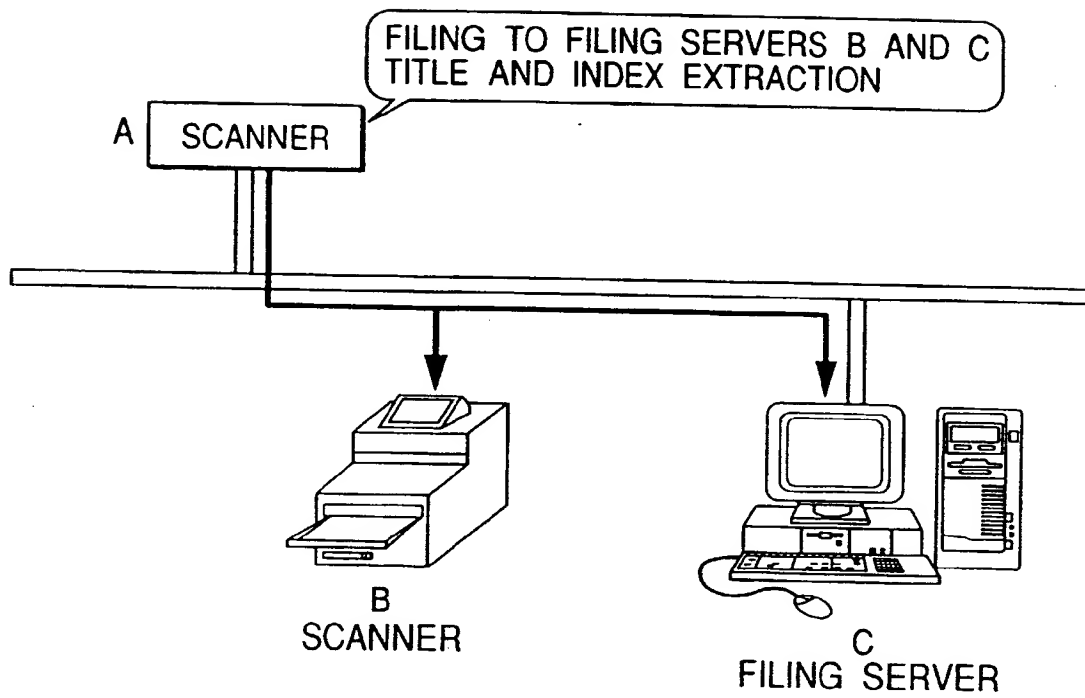 FILING TO FILING SERVERS B AND C
TITLE AND INDEX EXTRACTION
A
SCANNER
B
SCANNER
C
FILING SERVER